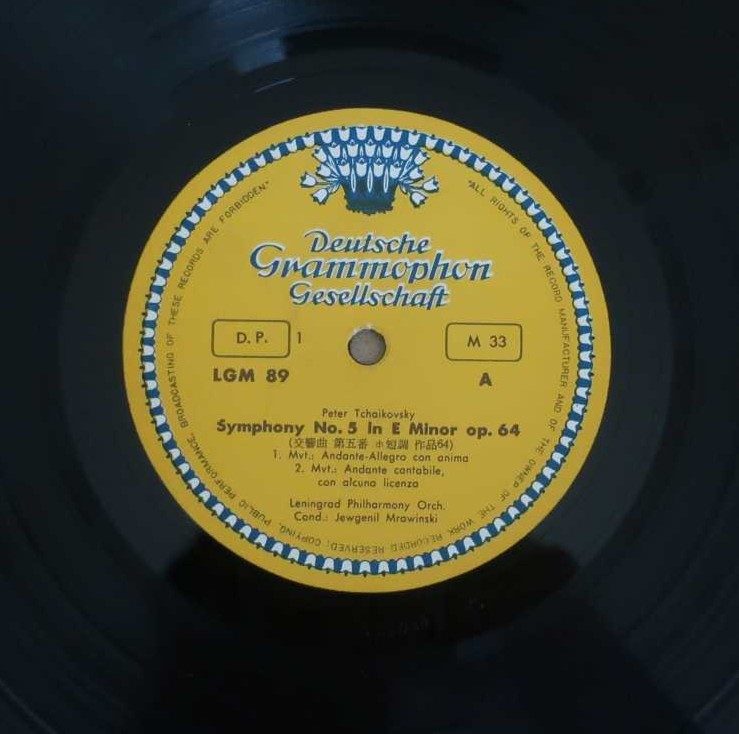 Deutsche
Grammophon
Gesellschaft
D. P. 1
M 33
LGM 89
A
Peter Tchaikovsky
Symphony No. 5 In E Minor op. 64
(交響曲 第五番 ホ短調 作品64)
1. Mvt.: Andante-Allegro con anima
2. Mvt.: Andante cantabile,
con alcuna licenza
Leningrad Philharmony Orch.
Cond.: Jewgenil Mrawinski
"ALL RIGHTS OF THE RECORD MANUFACTURER AND OF THE OWNER OF THE WORK RECORDED RESERVED; COPYING, PUBLIC PERFORMANCE, BROADCASTING OF THESE RECORDS ARE FORBIDDEN."